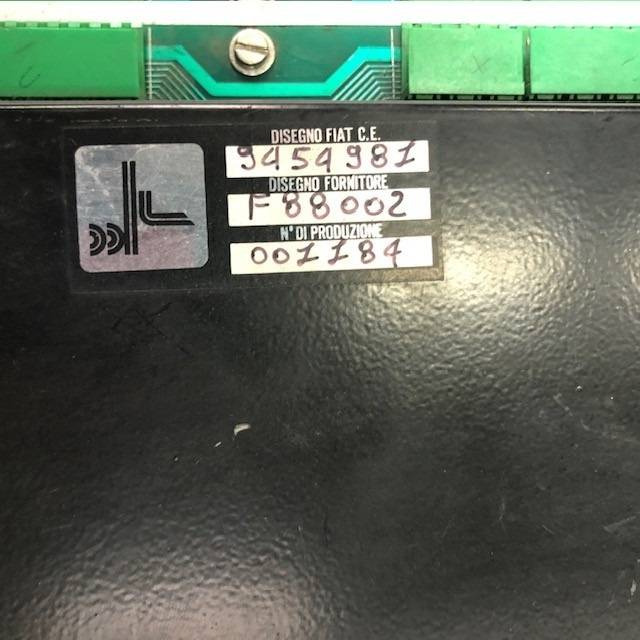 DISEGNO FIAT C.E.
9454981
DISEGNO FORNITORE
F88002
N° DI PRODUZIONE
001184